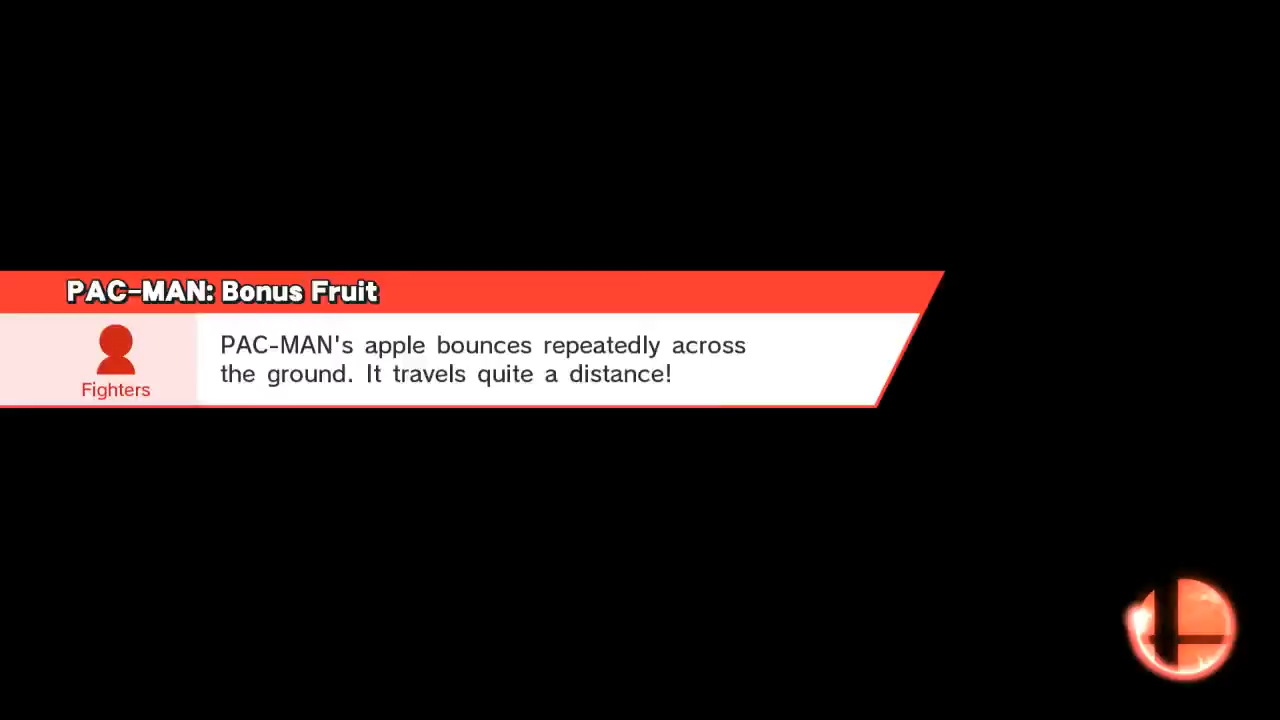 PAC-MAN: Bonus Fruit
Fighters
PAC-MAN's apple bounces repeatedly across
the ground. It travels quite a distance!